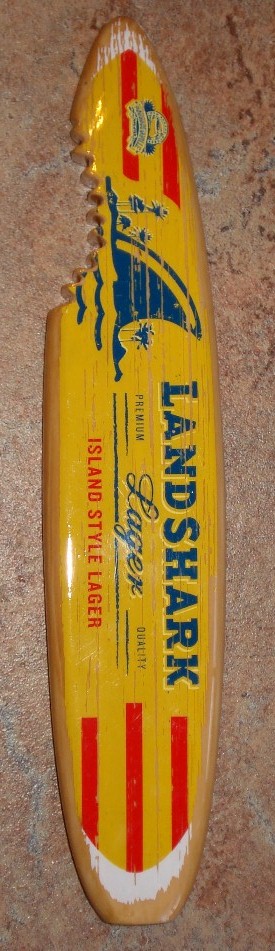 LANDSHARK
PREMIUM Lager QUALITY
ISLAND STYLE LAGER